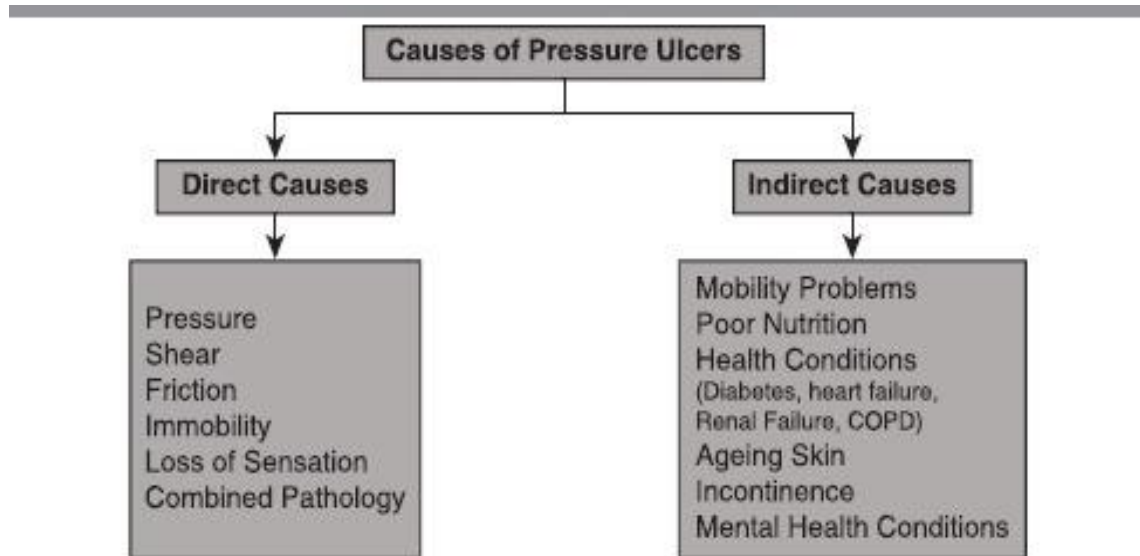 Causes of Pressure Ulcers
Direct Causes
Pressure
Shear
Friction
Immobility
Loss of Sensation
Combined Pathology
Indirect Causes
Mobility Problems
Poor Nutrition
Health Conditions
(Diabetes, heart failure,
Renal Failure, COPD)
Ageing Skin
Incontinence
Mental Health Conditions